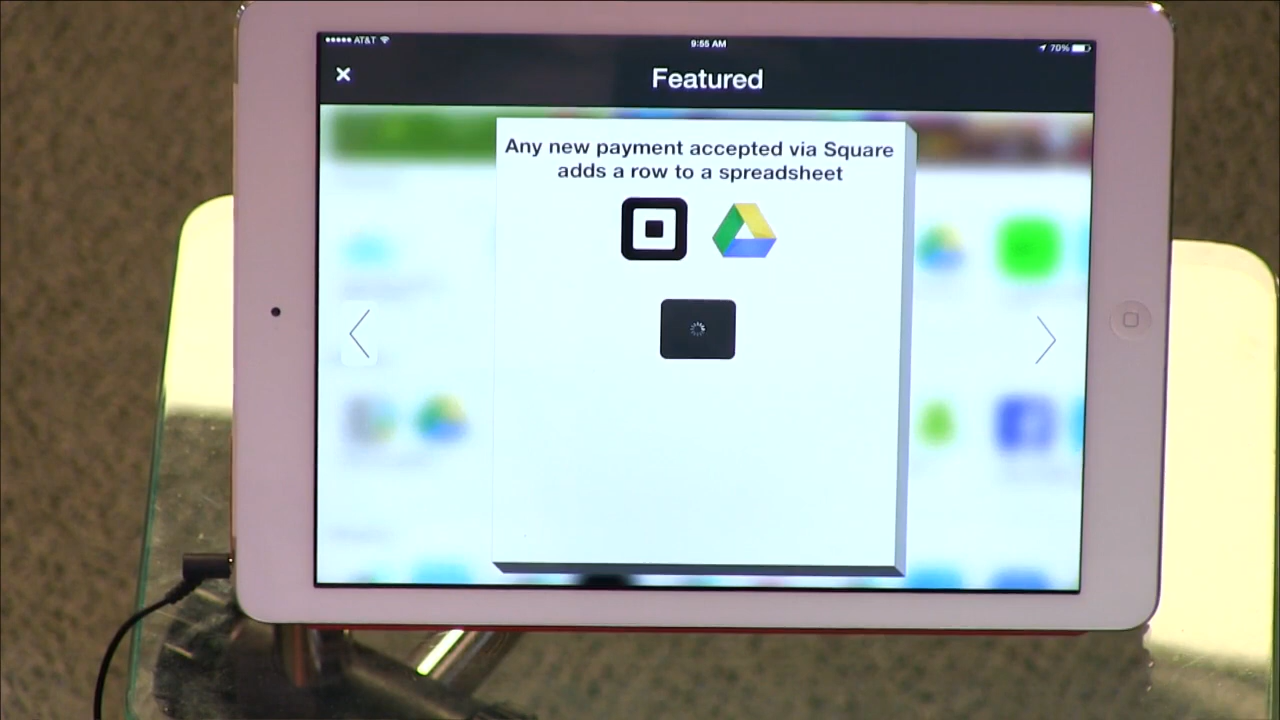 AT&T
9:55 AM
70%
Featured
Any new payment accepted via Square
adds a row to a spreadsheet